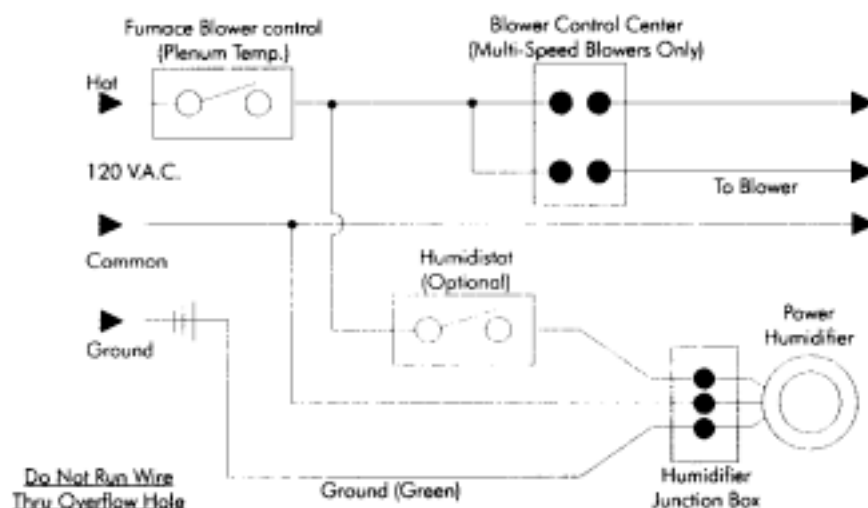 Furnace Blower control
(Plenum Temp.)
Blower Control Center
(Multi-Speed Blowers Only)
Hot
120 V.A.C.
To Blower
Common
Humidistat
(Optional)
Ground
Power
Humidifier
Do Not Run Wire
Thru Overflow Hole
Ground (Green)
Humidifier
Junction Box